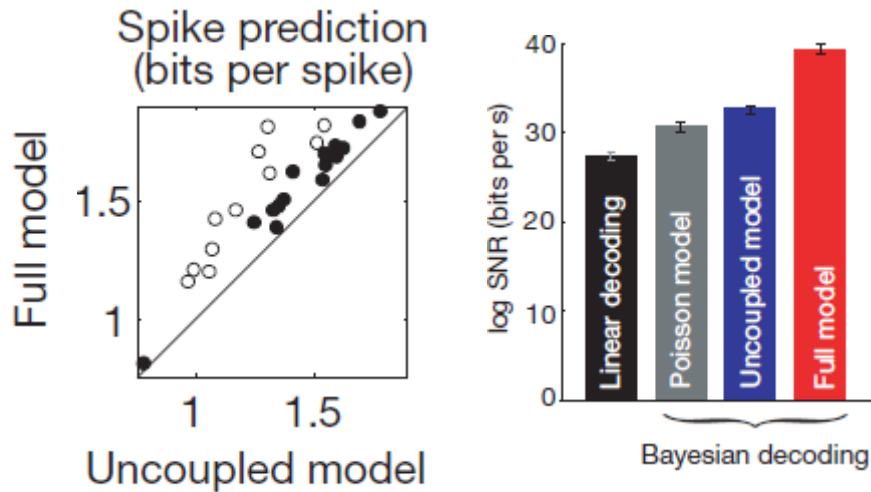 Spike prediction
(bits per spike)
Full model
1.5
1
1
1.5
Uncoupled model
log SNR (bits per s)
40
30
20
10
0
Linear decoding
Poisson model
Uncoupled model
Full model
Bayesian decoding